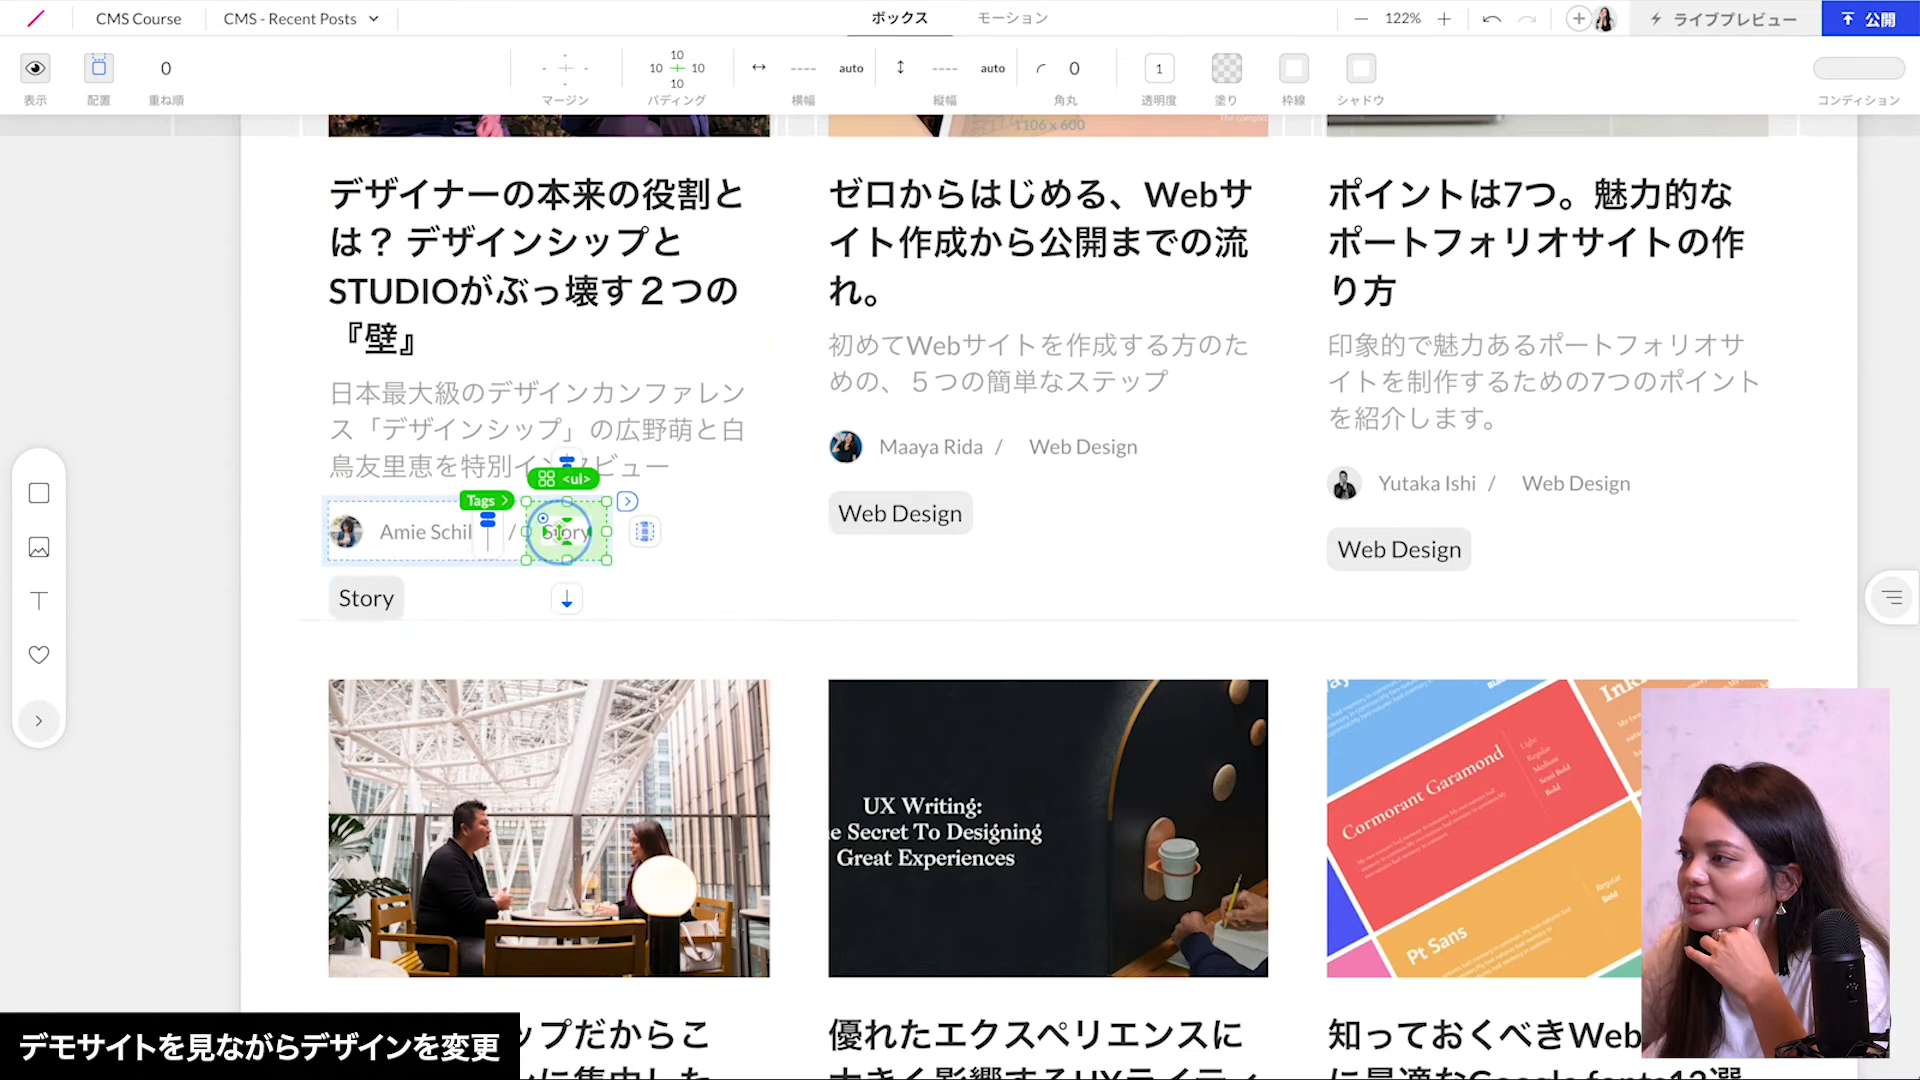 CMS Course
CMS - Recent Posts
ボックス
モーション
122%
ライブプレビュー
公開
表示
配置
0
重ね順
マージン
10
10 10
10
パディング
auto
横幅
auto
縦幅
0
角丸
1
透明度
塗り
枠線
シャドウ
コンディション
1106 x 600
デザイナーの本来の役割と
は？ デザインシップと
STUDIOがぶっ壊す２つの
『壁』
日本最大級のデザインカンファレン
ス「デザインシップ」の広野萌と白
鳥友里恵を特別インタビュー
<ul>
Tags
Amie Schil
/
Story
Story
ゼロからはじめる、Webサ
イト作成から公開までの流
れ。
初めてWebサイトを作成する方のた
めの、５つの簡単なステップ
Maaya Rida / Web Design
Web Design
ポイントは7つ。魅力的な
ポートフォリオサイトの作
り方
印象的で魅力あるポートフォリオサ
イトを制作するための7つのポイント
を紹介します。
Yutaka Ishi / Web Design
Web Design
UX Writing:
e Secret To Designing
Great Experiences
Cormorant Garamond
Light
Regular
Medium
Semi Bold
Bold
Pt Sans
Regular
Bold
ップだからこ
優れたエクスペリエンスに
知っておくべきWeb
デモサイトを見ながらデザインを変更